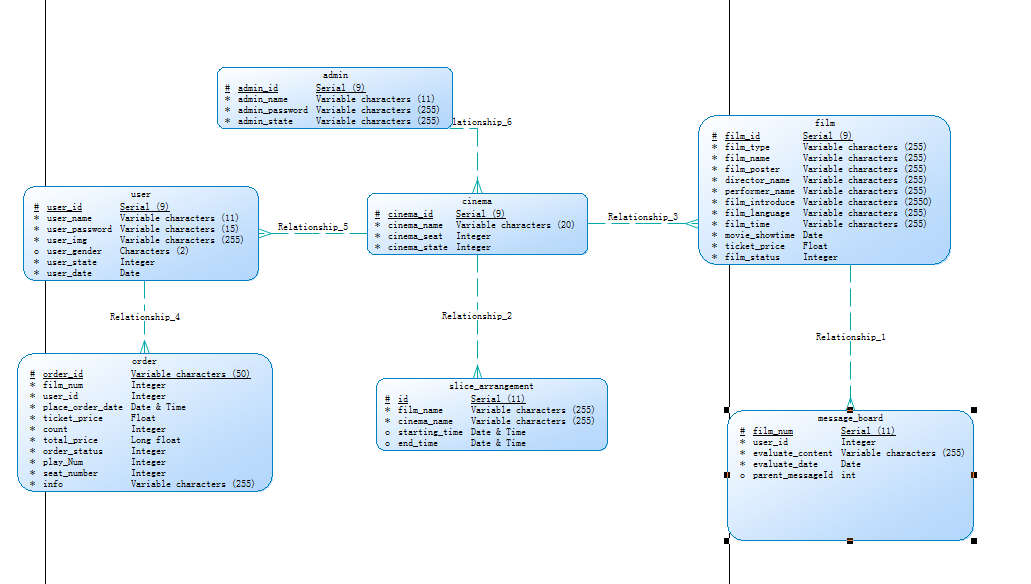 admin
# admin_id Serial (9)
* admin_name Variable characters (11)
* admin_password Variable characters (255)
* admin_state Variable characters (255)
lationship_6
film
# film_id Serial (9)
* film_type Variable characters (255)
* film_name Variable characters (255)
* film_poster Variable characters (255)
* director_name Variable characters (255)
* performer_name Variable characters (255)
* film_introduce Variable characters (2550)
* film_language Variable characters (255)
* film_time Variable characters (255)
* movie_showtime Date
* ticket_price Float
* film_status Integer
user
# user_id Serial (9)
* user_name Variable characters (11)
* user_password Variable characters (15)
* user_img Variable characters (255)
o user_gender Characters (2)
* user_state Integer
* user_date Date
Relationship_5
cinema
# cinema_id Serial (9)
* cinema_name Variable characters (20)
* cinema_seat Integer
* cinema_state Integer
Relationship_3
Relationship_4
Relationship_2
Relationship_1
order
# order_id Variable characters (50)
* film_num Integer
* user_id Integer
* place_order_date Date & Time
* ticket_price Float
* count Integer
* total_price Long float
* order_status Integer
* play_Num Integer
* seat_number Integer
* info Variable characters (255)
slice_arrangement
# id Serial (11)
* film_name Variable characters (255)
* cinema_name Variable characters (255)
o starting_time Date & Time
o end_time Date & Time
message_board
# film_num Serial (11)
* user_id Integer
* evaluate_content Variable characters (255)
* evaluate_date Date
o parent_messageId int